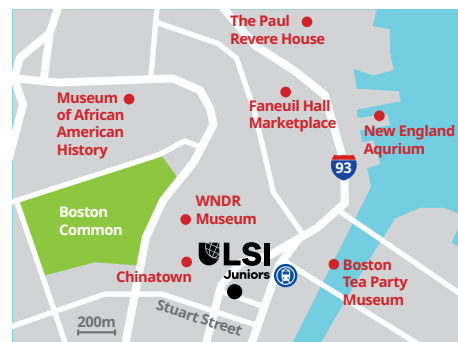 The Paul
Revere House
Museum
of African
American
History
Faneuil Hall
Marketplace
New England
Aqurium
93
WNDR
Museum
Boston
Common
LSI
Juniors
Chinatown
Boston
Tea Party
Museum
Stuart Street
200m